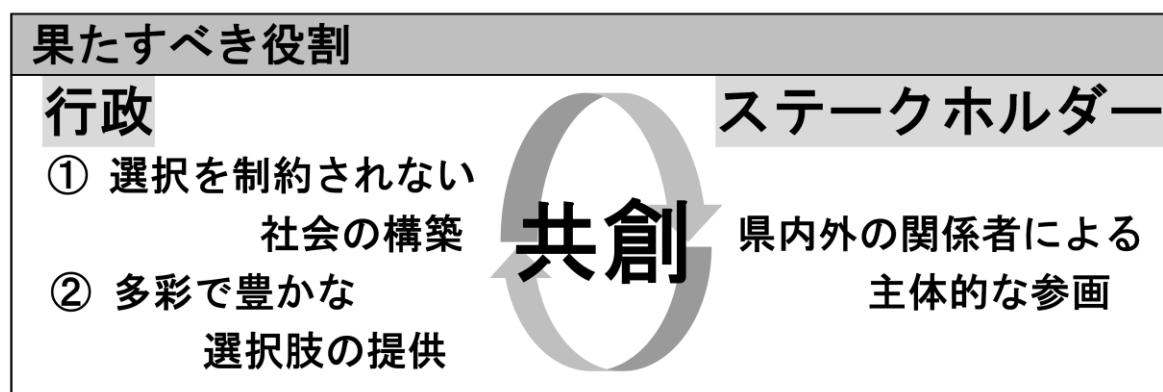 果たすべき役割
行政
① 選択を制約されない
社会の構築
② 多彩で豊かな
選択肢の提供
共創
ステークホルダー
県内外の関係者による
主体的な参画